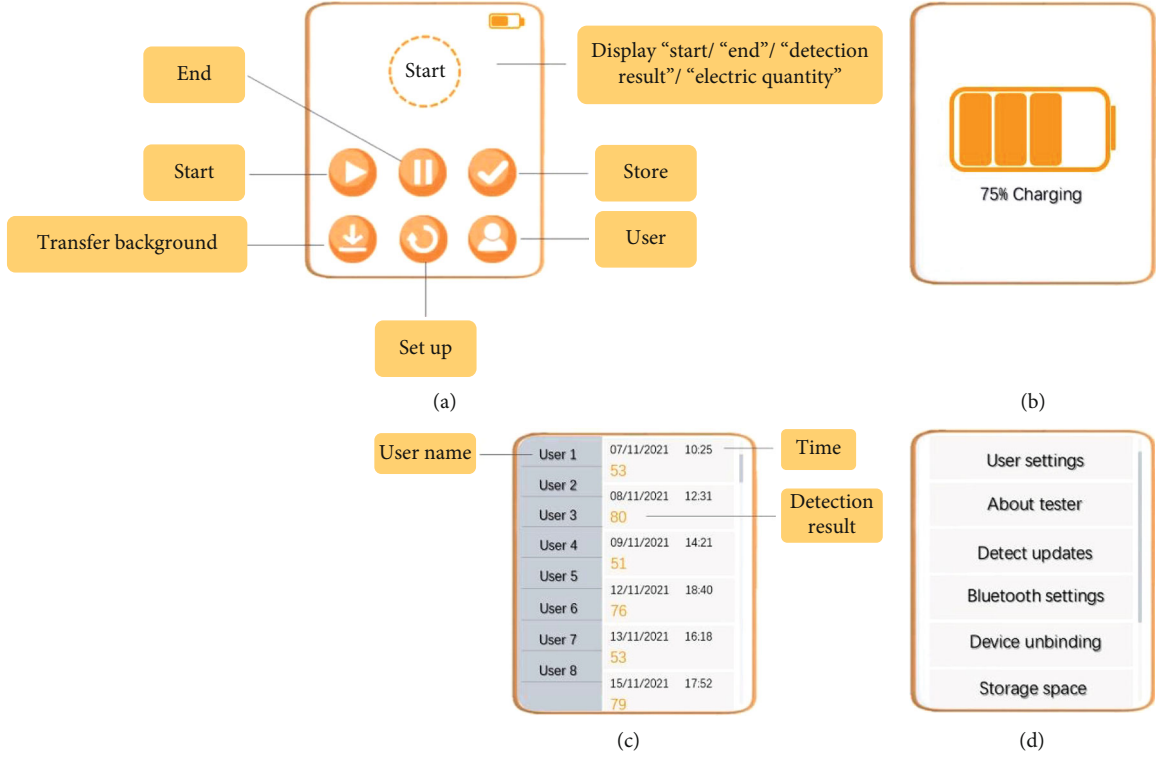 End
Start
Display “start/ “end”/ “detection
result”/ “electric quantity”
Start
Store
Transfer background
User
Set up
(a)
75% Charging
(b)
User name
User 1
User 2
User 3
User 4
User 5
User 6
User 7
User 8
07/11/2021 10:25
53
08/11/2021 12:31
80
09/11/2021 14:21
51
12/11/2021 18:40
76
13/11/2021 16:18
53
15/11/2021 17:52
79
Time
Detection
result
(c)
User settings
About tester
Detect updates
Bluetooth settings
Device unbinding
Storage space
(d)